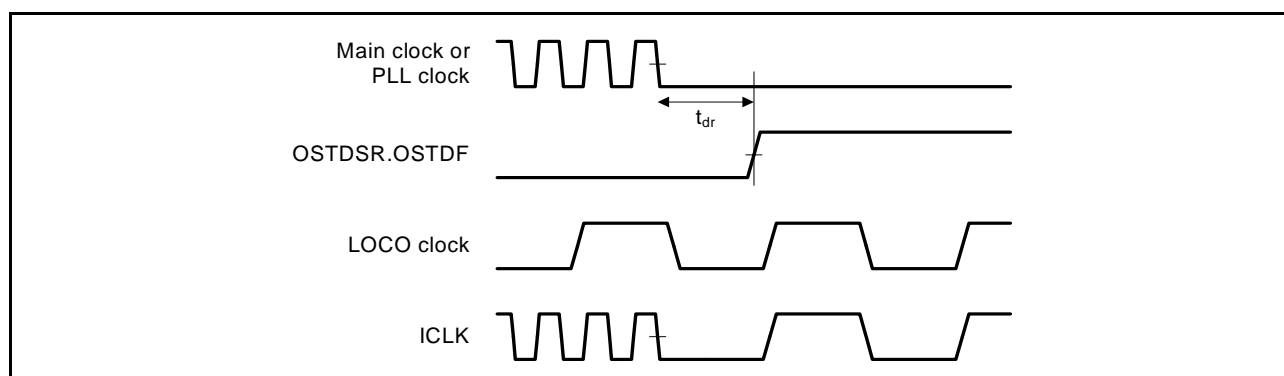 Main clock or
PLL clock
tdr
OSTDSR.OSTDF
LOCO clock
ICLK